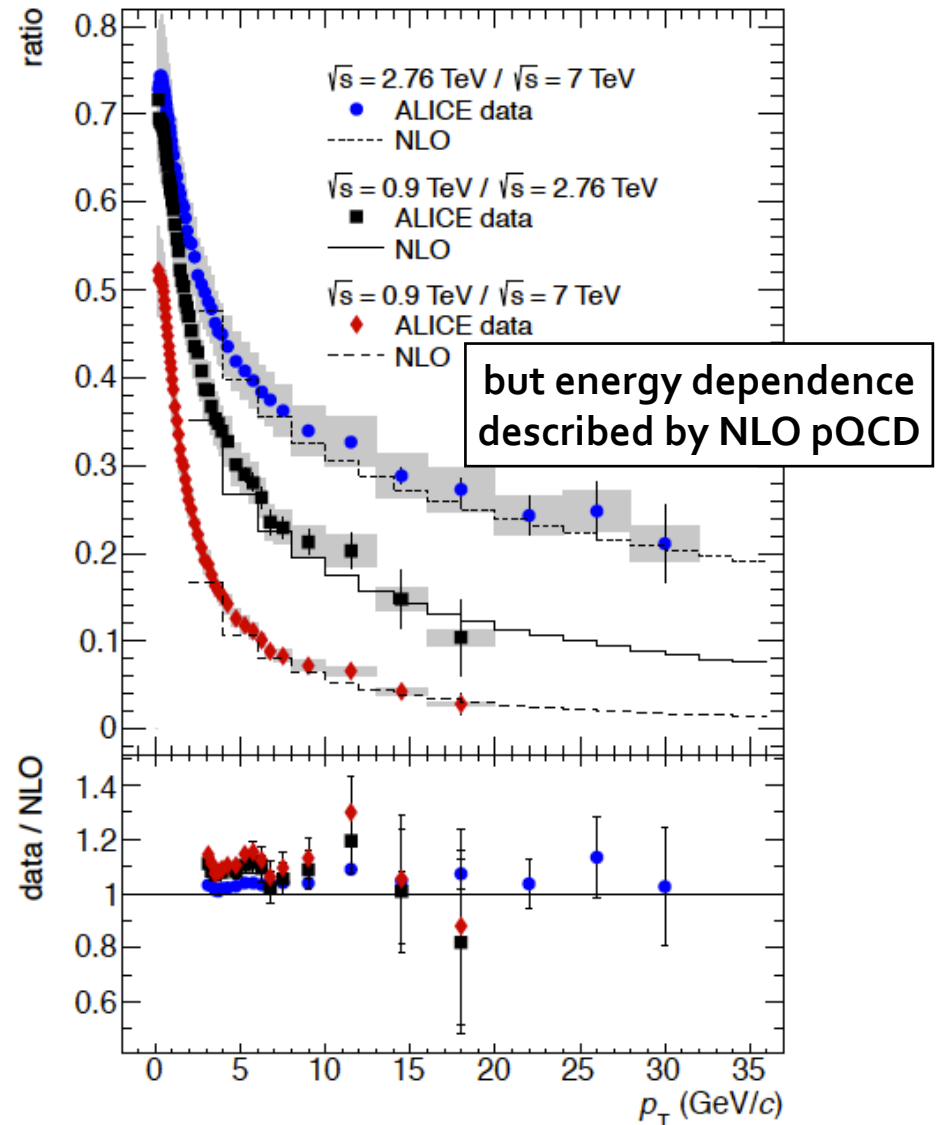 ratio
0.8
0.7
0.6
0.5
0.4
0.3
0.2
0.1
0
√s = 2.76 TeV / √s = 7 TeV
ALICE data
NLO
√s = 0.9 TeV / √s = 2.76 TeV
ALICE data
NLO
√s = 0.9 TeV / √s = 7 TeV
ALICE data
NLO
but energy dependence
described by NLO pQCD
data / NLO
1.4
1.2
1
0.8
0.6
0 5 10 15 20 25 30 35
p_T (GeV/c)